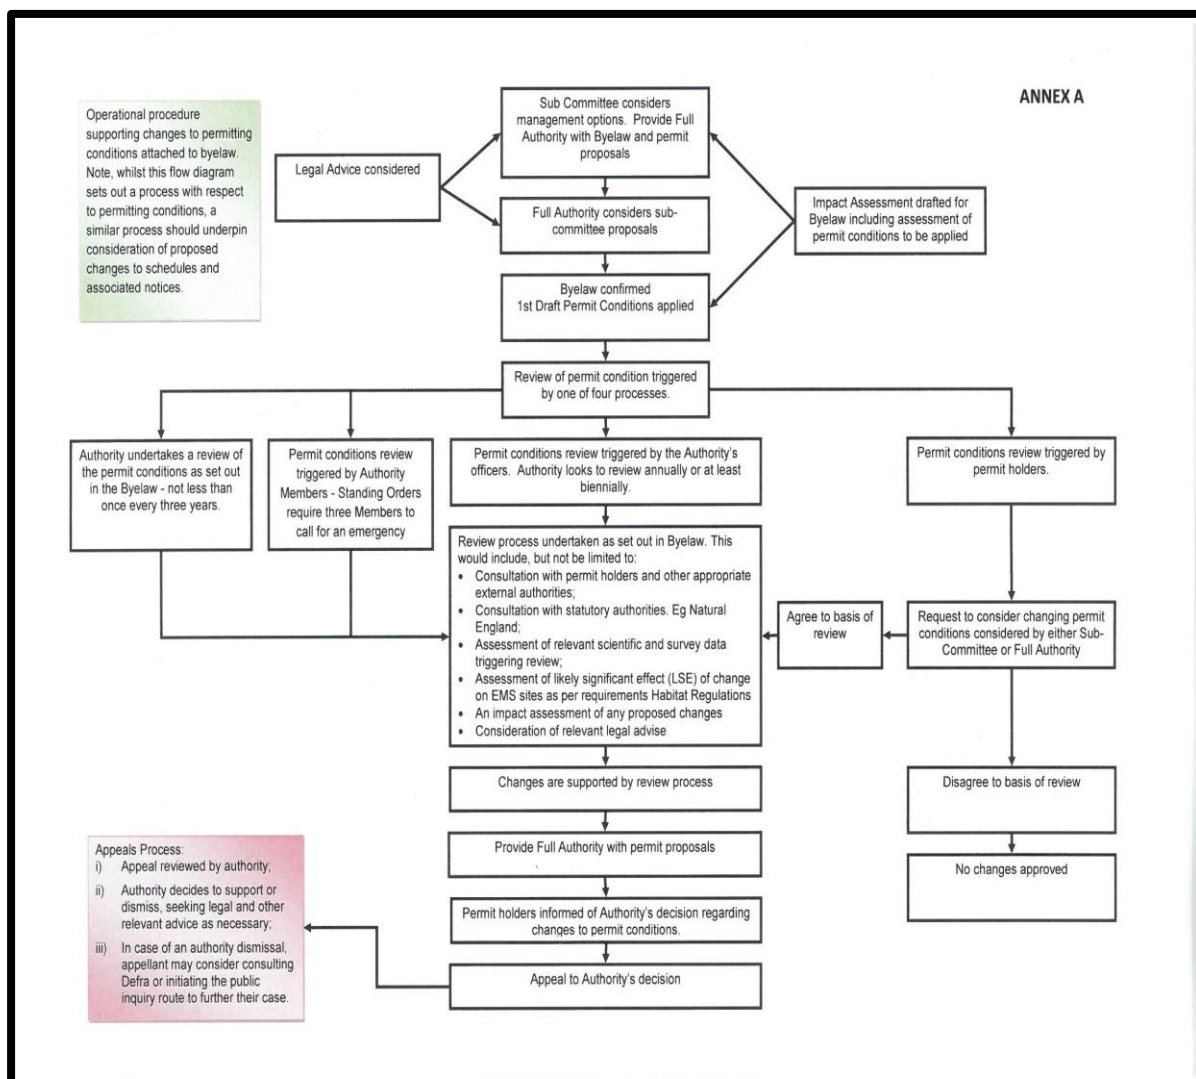 ANNEX A
Operational procedure
supporting changes to permitting
conditions attached to byelaw.
Note, whilst this flow diagram
sets out a process with respect
to permitting conditions, a
similar process should underpin
consideration of proposed
changes to schedules and
associated notices.
Sub Committee considers
management options. Provide Full
Authority with Byelaw and permit
proposals
Legal Advice considered
Full Authority considers sub-
committee proposals
Impact Assessment drafted for
Byelaw including assessment of
permit conditions to be applied
Byelaw confirmed
1st Draft Permit Conditions applied
Review of permit condition triggered
by one of four processes.
Authority undertakes a review of
the permit conditions as set out
in the Byelaw - not less than
once every three years.
Permit conditions review
triggered by Authority
Members - Standing Orders
require three Members to
call for an emergency
Permit conditions review triggered by the Authority's
officers. Authority looks to review annually or at least
biennially.
Permit conditions review triggered by
permit holders.
Review process undertaken as set out in Byelaw. This
would include, but not be limited to:
• Consultation with permit holders and other appropriate
external authorities;
• Consultation with statutory authorities. Eg Natural
England;
• Assessment of relevant scientific and survey data
triggering review;
• Assessment of likely significant effect (LSE) of change
on EMS sites as per requirements Habitat Regulations
• An impact assessment of any proposed changes
• Consideration of relevant legal advise
Agree to basis of
review
Request to consider changing permit
conditions considered by either Sub-
Committee or Full Authority
Changes are supported by review process
Disagree to basis of review
Provide Full Authority with permit proposals
No changes approved
Permit holders informed of Authority's decision regarding
changes to permit conditions.
Appeal to Authority's decision
Appeals Process:
i) Appeal reviewed by authority;
ii) Authority decides to support or
dismiss, seeking legal and other
relevant advice as necessary;
iii) In case of an authority dismissal,
appellant may consider consulting
Defra or initiating the public
inquiry route to further their case.